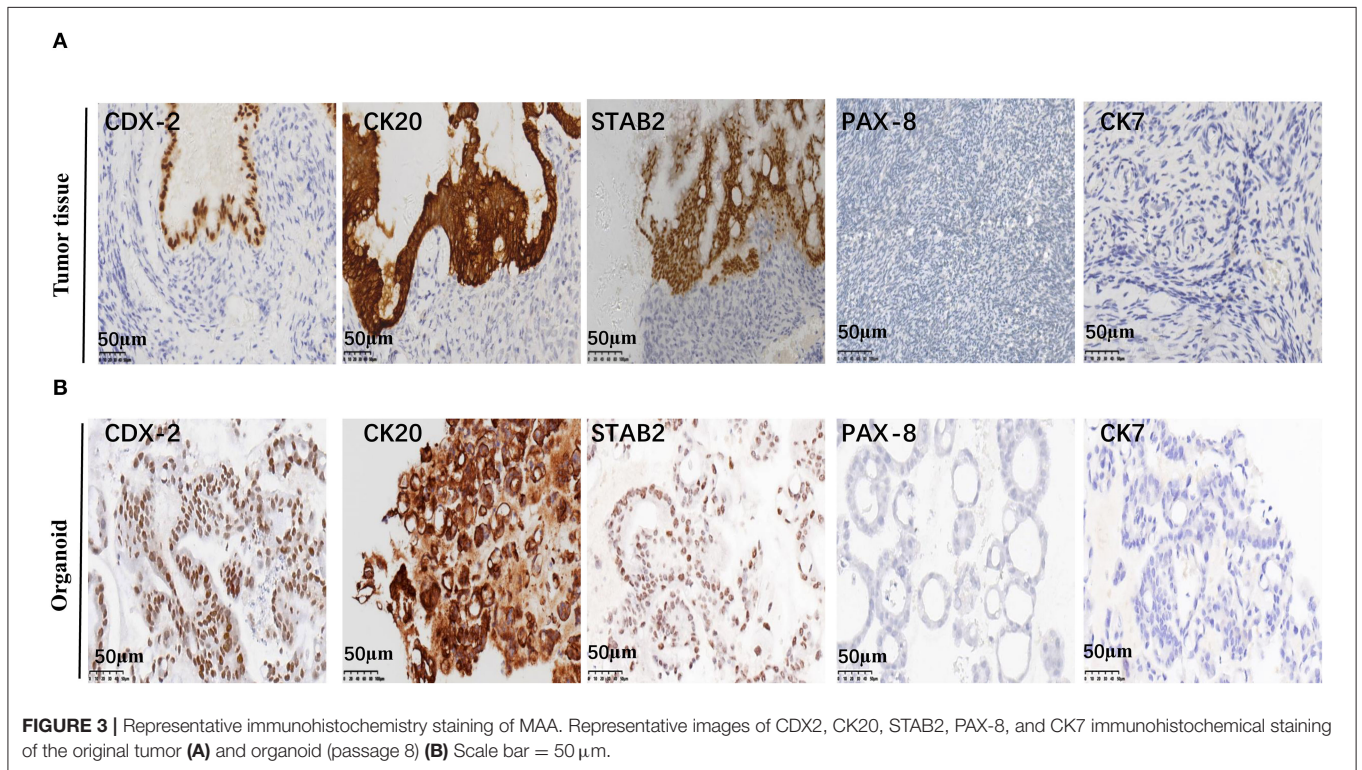 A
Tumor tissue
CDX-2
CK20
STAB2
PAX-8
CK7
50μm
50μm
50μm
50μm
50μm
B
Organoid
CDX-2
CK20
STAB2
PAX-8
CK7
50μm
50μm
50μm
50μm
50μm
FIGURE 3 | Representative immunohistochemistry staining of MAA. Representative images of CDX2, CK20, STAB2, PAX-8, and CK7 immunohistochemical staining
of the original tumor (A) and organoid (passage 8) (B) Scale bar = 50 μm.